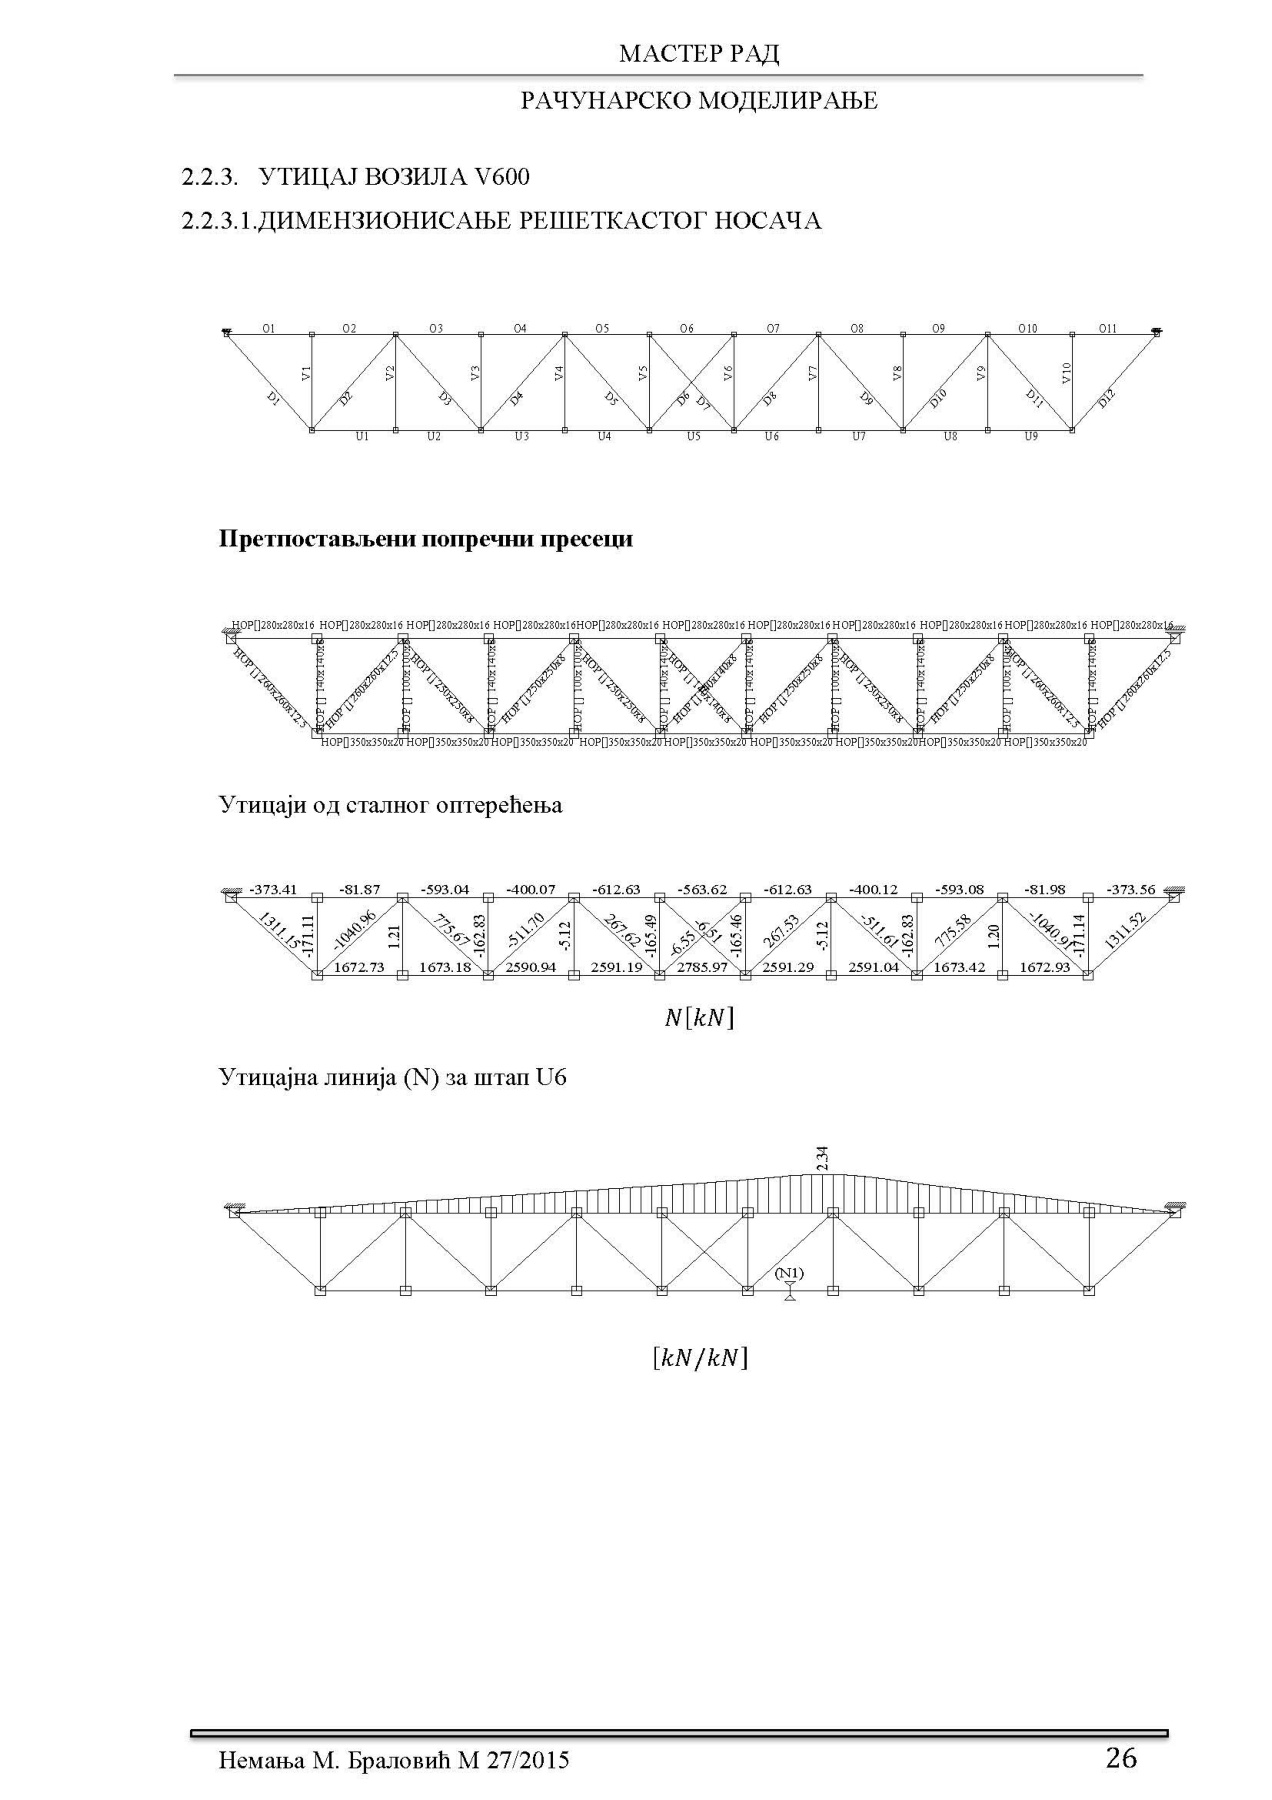 МАСТЕР РАД
РАЧУНАРСКО МОДЕЛИРАЊЕ
2.2.3. УТИЦАЈ ВОЗИЛА V600
2.2.3.1.ДИМЕНЗИОНИСАЊЕ РЕШЕТКАСТОГ НОСАЧА
O1 O2 O3 O4 O5 O6 O7 O8 O9 O10 O11
V1 V2 V3 V4 V5 V6 V7 V8 V9 V10
D1 D2 D3 D4 D5 D6 D7 D8 D9 D10 D11 D12
U1 U2 U3 U4 U5 U6 U7 U8 U9
Претпостављени попречни пресеци
HOP[]280x280x16 HOP[]280x280x16 HOP[]280x280x16 HOP[]280x280x16 HOP[]280x280x16 HOP[]280x280x16 HOP[]280x280x16 HOP[]280x280x16 HOP[]280x280x16 HOP[]280x280x16 HOP[]280x280x16
HOP[]260x260x12.5 HOP [] 140x140x8 HOP[]260x260x12.5 HOP [] 100x100x8 HOP[]250x250x8 HOP [] 140x140x8 HOP[]250x250x8 HOP [] 100x100x8 HOP[]250x250x8 HOP [] 140x140x8 HOP[]140x140x8 HOP[]140x140x8 HOP [] 140x140x8 HOP[]250x250x8 HOP [] 100x100x8 HOP[]250x250x8 HOP [] 140x140x8 HOP[]250x250x8 HOP [] 100x100x8 HOP[]260x260x12.5 HOP [] 140x140x8 HOP[]260x260x12.5
HOP[]350x350x20 HOP[]350x350x20 HOP[]350x350x20 HOP[]350x350x20 HOP[]350x350x20 HOP[]350x350x20 HOP[]350x350x20 HOP[]350x350x20 HOP[]350x350x20
Утицаји од сталног оптерећења
-373.41 -81.87 -593.04 -400.07 -612.63 -563.62 -612.63 -400.12 -593.08 -81.98 -373.56
1311.15 -171.11 -1040.96 1.21 775.67 -162.83 -511.70 -5.12 267.62 -165.49 -6.55 -6.51 -165.46 267.53 -5.12 -511.61 -162.83 775.58 1.20 -1040.91 -171.14 1311.52
1672.73 1673.18 2590.94 2591.19 2785.97 2591.29 2591.04 1673.42 1672.93
N[kN]
Утицајна линија (N) за штап U6
2.34
(N1)
[kN/kN]
Немања М. Браловић М 27/2015 26